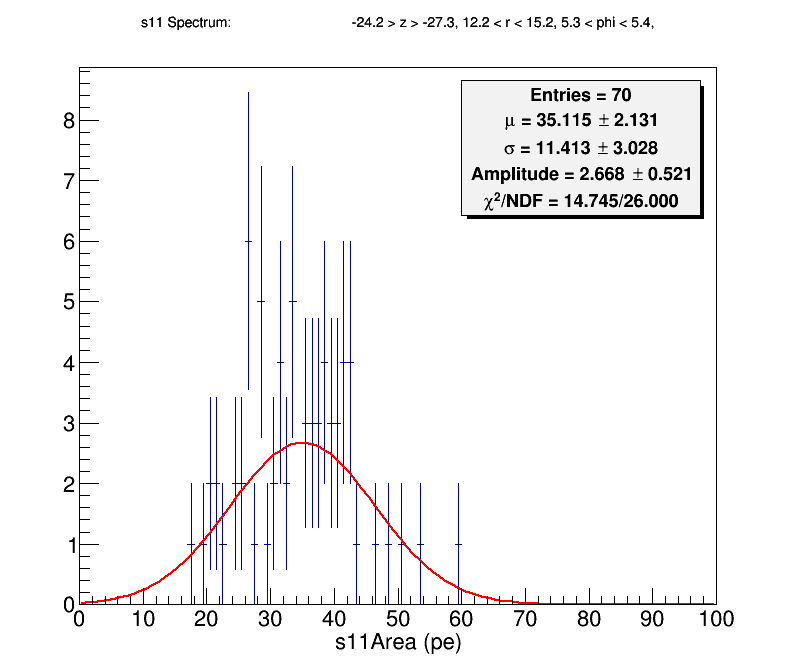 s11 Spectrum: -24.2 > z > -27.3, 12.2 < r < 15.2, 5.3 < phi < 5.4,
Entries = 70
μ = 35.115 ± 2.131
σ = 11.413 ± 3.028
Amplitude = 2.668 ± 0.521
χ²/NDF = 14.745/26.000
8
7
6
5
4
3
2
1
0
0 10 20 30 40 50 60 70 80 90 100
s11Area (pe)